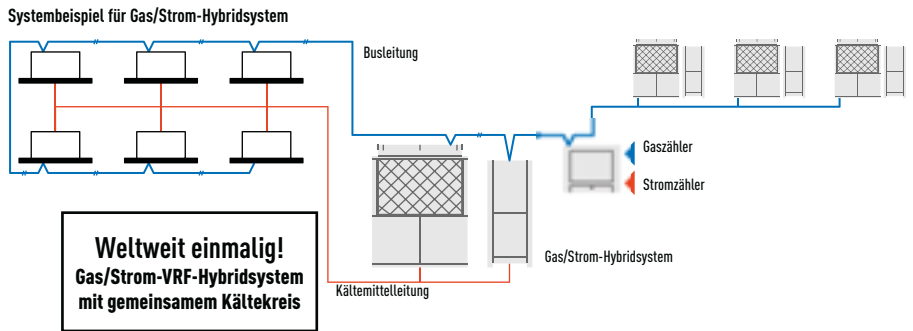 Systembeispiel für Gas/Strom-Hybridsystem
Busleitung
Gaszähler
Stromzähler
Gas/Strom-Hybridsystem
Kältemittelleitung
Weltweit einmalig!
Gas/Strom-VRF-Hybridsystem
mit gemeinsamem Kältekreis